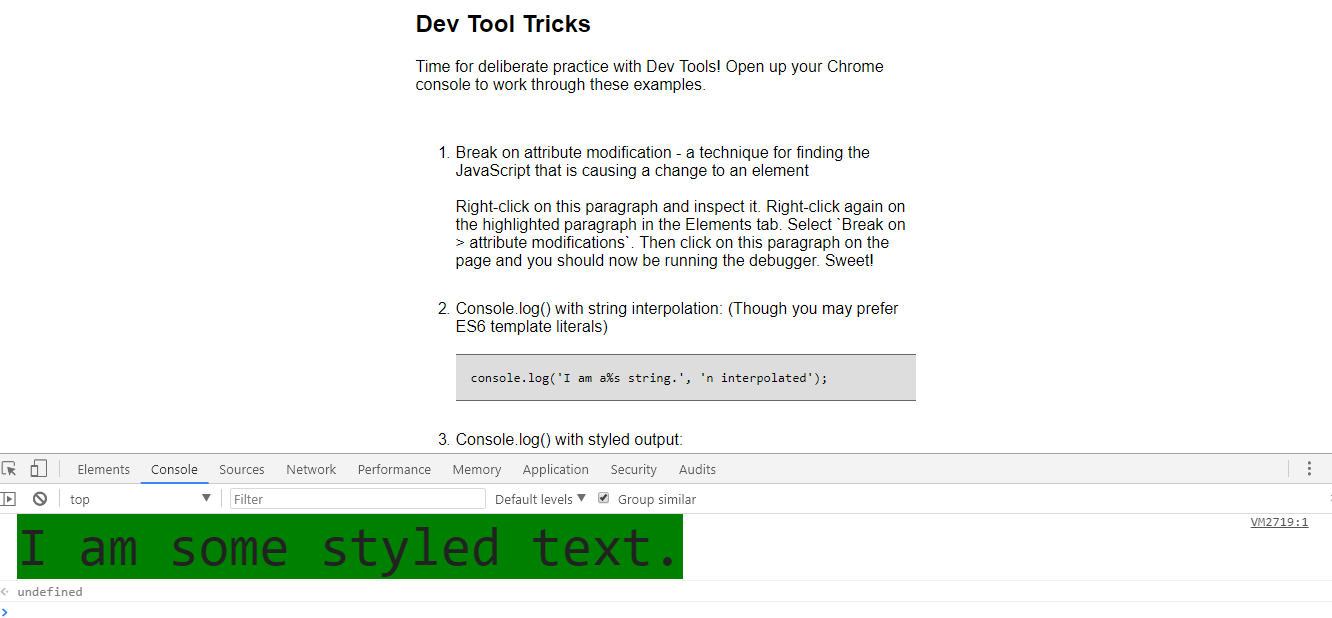 Dev Tool Tricks
Time for deliberate practice with Dev Tools! Open up your Chrome
console to work through these examples.
1. Break on attribute modification - a technique for finding the
JavaScript that is causing a change to an element
Right-click on this paragraph and inspect it. Right-click again on
the highlighted paragraph in the Elements tab. Select `Break on
> attribute modifications`. Then click on this paragraph on the
page and you should now be running the debugger. Sweet!
2. Console.log() with string interpolation: (Though you may prefer
ES6 template literals)
console.log('I am a%s string.', 'n interpolated');
3. Console.log() with styled output:
Elements Console Sources Network Performance Memory Application Security Audits
top Filter Default levels Group similar
I am some styled text. VM2719:1
undefined